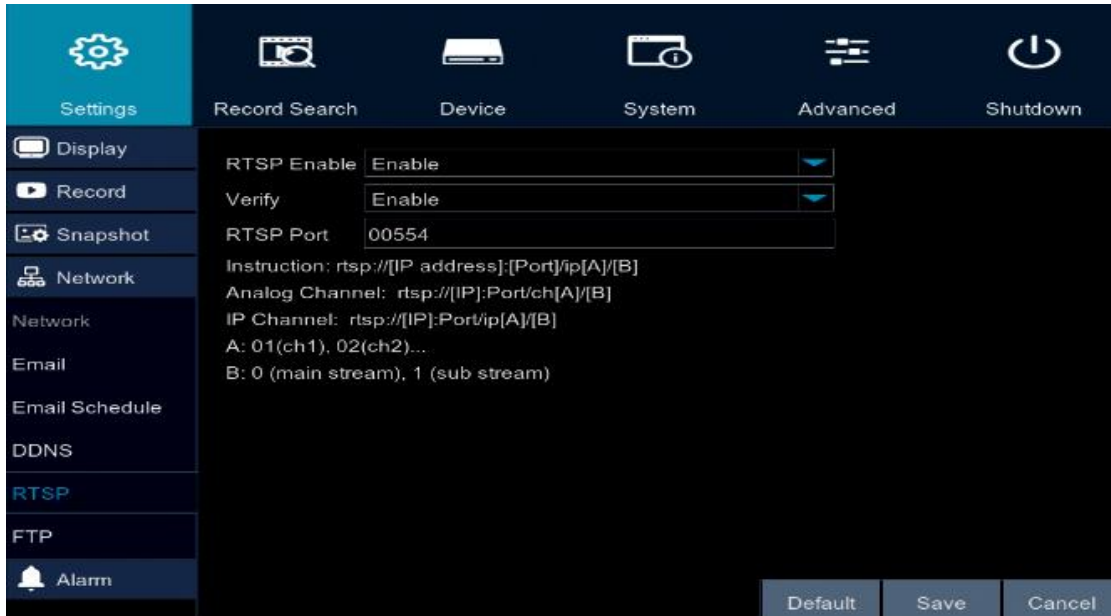 Settings
Record Search
Device
System
Advanced
Shutdown
Display
Record
Snapshot
Network
Network
Email
Email Schedule
DDNS
RTSP
FTP
Alarm
RTSP Enable Enable
Verify Enable
RTSP Port 00554
Instruction: rtsp://[IP address]:[Port]/ip[A]/[B]
Analog Channel: rtsp://[IP]:Port/ch[A]/[B]
IP Channel: rtsp://[IP]:Port/ip[A]/[B]
A: 01(ch1), 02(ch2)...
B: 0 (main stream), 1 (sub stream)
Default Save Cancel